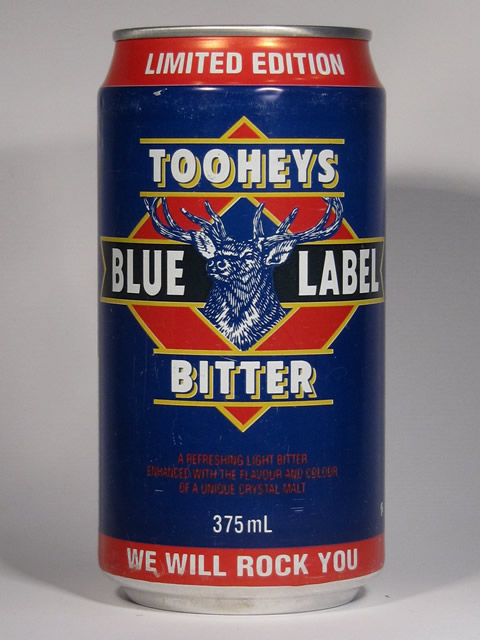 LIMITED EDITION
TOOHEYS
BLUE LABEL
BITTER
A REFRESHING LIGHT BITTER
ENHANCED WITH THE FLAVOUR AND COLOUR
OF A UNIQUE CRYSTAL MALT
375mL
WE WILL ROCK YOU